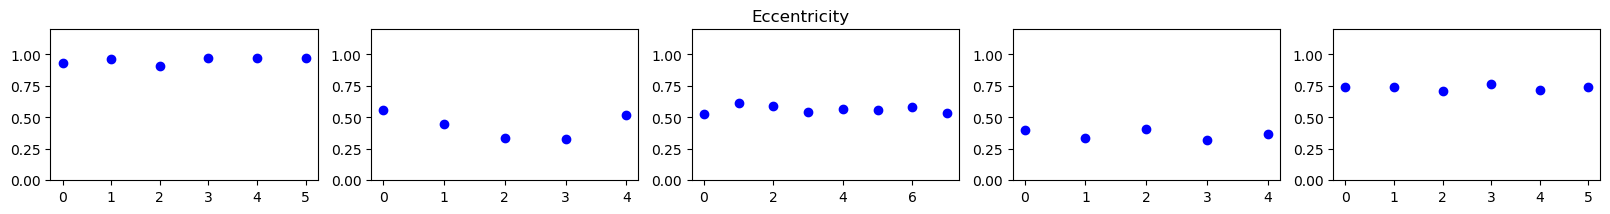 Eccentricity
1.00 1.00 1.00 1.00 1.00
0.75 0.75 0.75 0.75 0.75
0.50 0.50 0.50 0.50 0.50
0.25 0.25 0.25 0.25 0.25
0.00 0.00 0.00 0.00 0.00
0 1 2 3 4 5 0 1 2 3 4 0 2 4 6 0 1 2 3 4 0 1 2 3 4 5